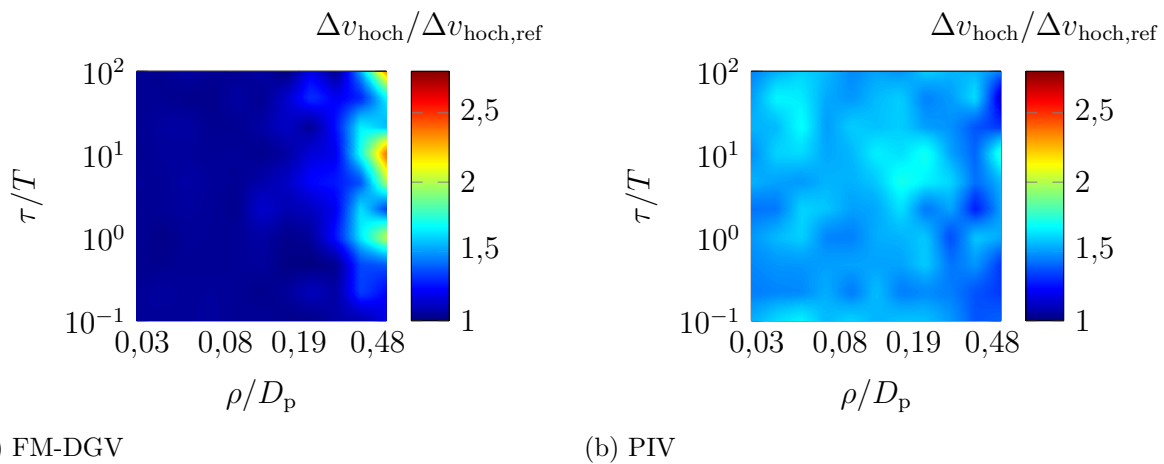 Δv_hoch/Δv_hoch,ref
10^2
10^1
10^0
10^−1
τ/T
0,03 0,08 0,19 0,48
ρ/D_p
2,5
2
1,5
1
) FM-DGV
Δv_hoch/Δv_hoch,ref
10^2
10^1
10^0
10^−1
τ/T
0,03 0,08 0,19 0,48
ρ/D_p
2,5
2
1,5
1
(b) PIV